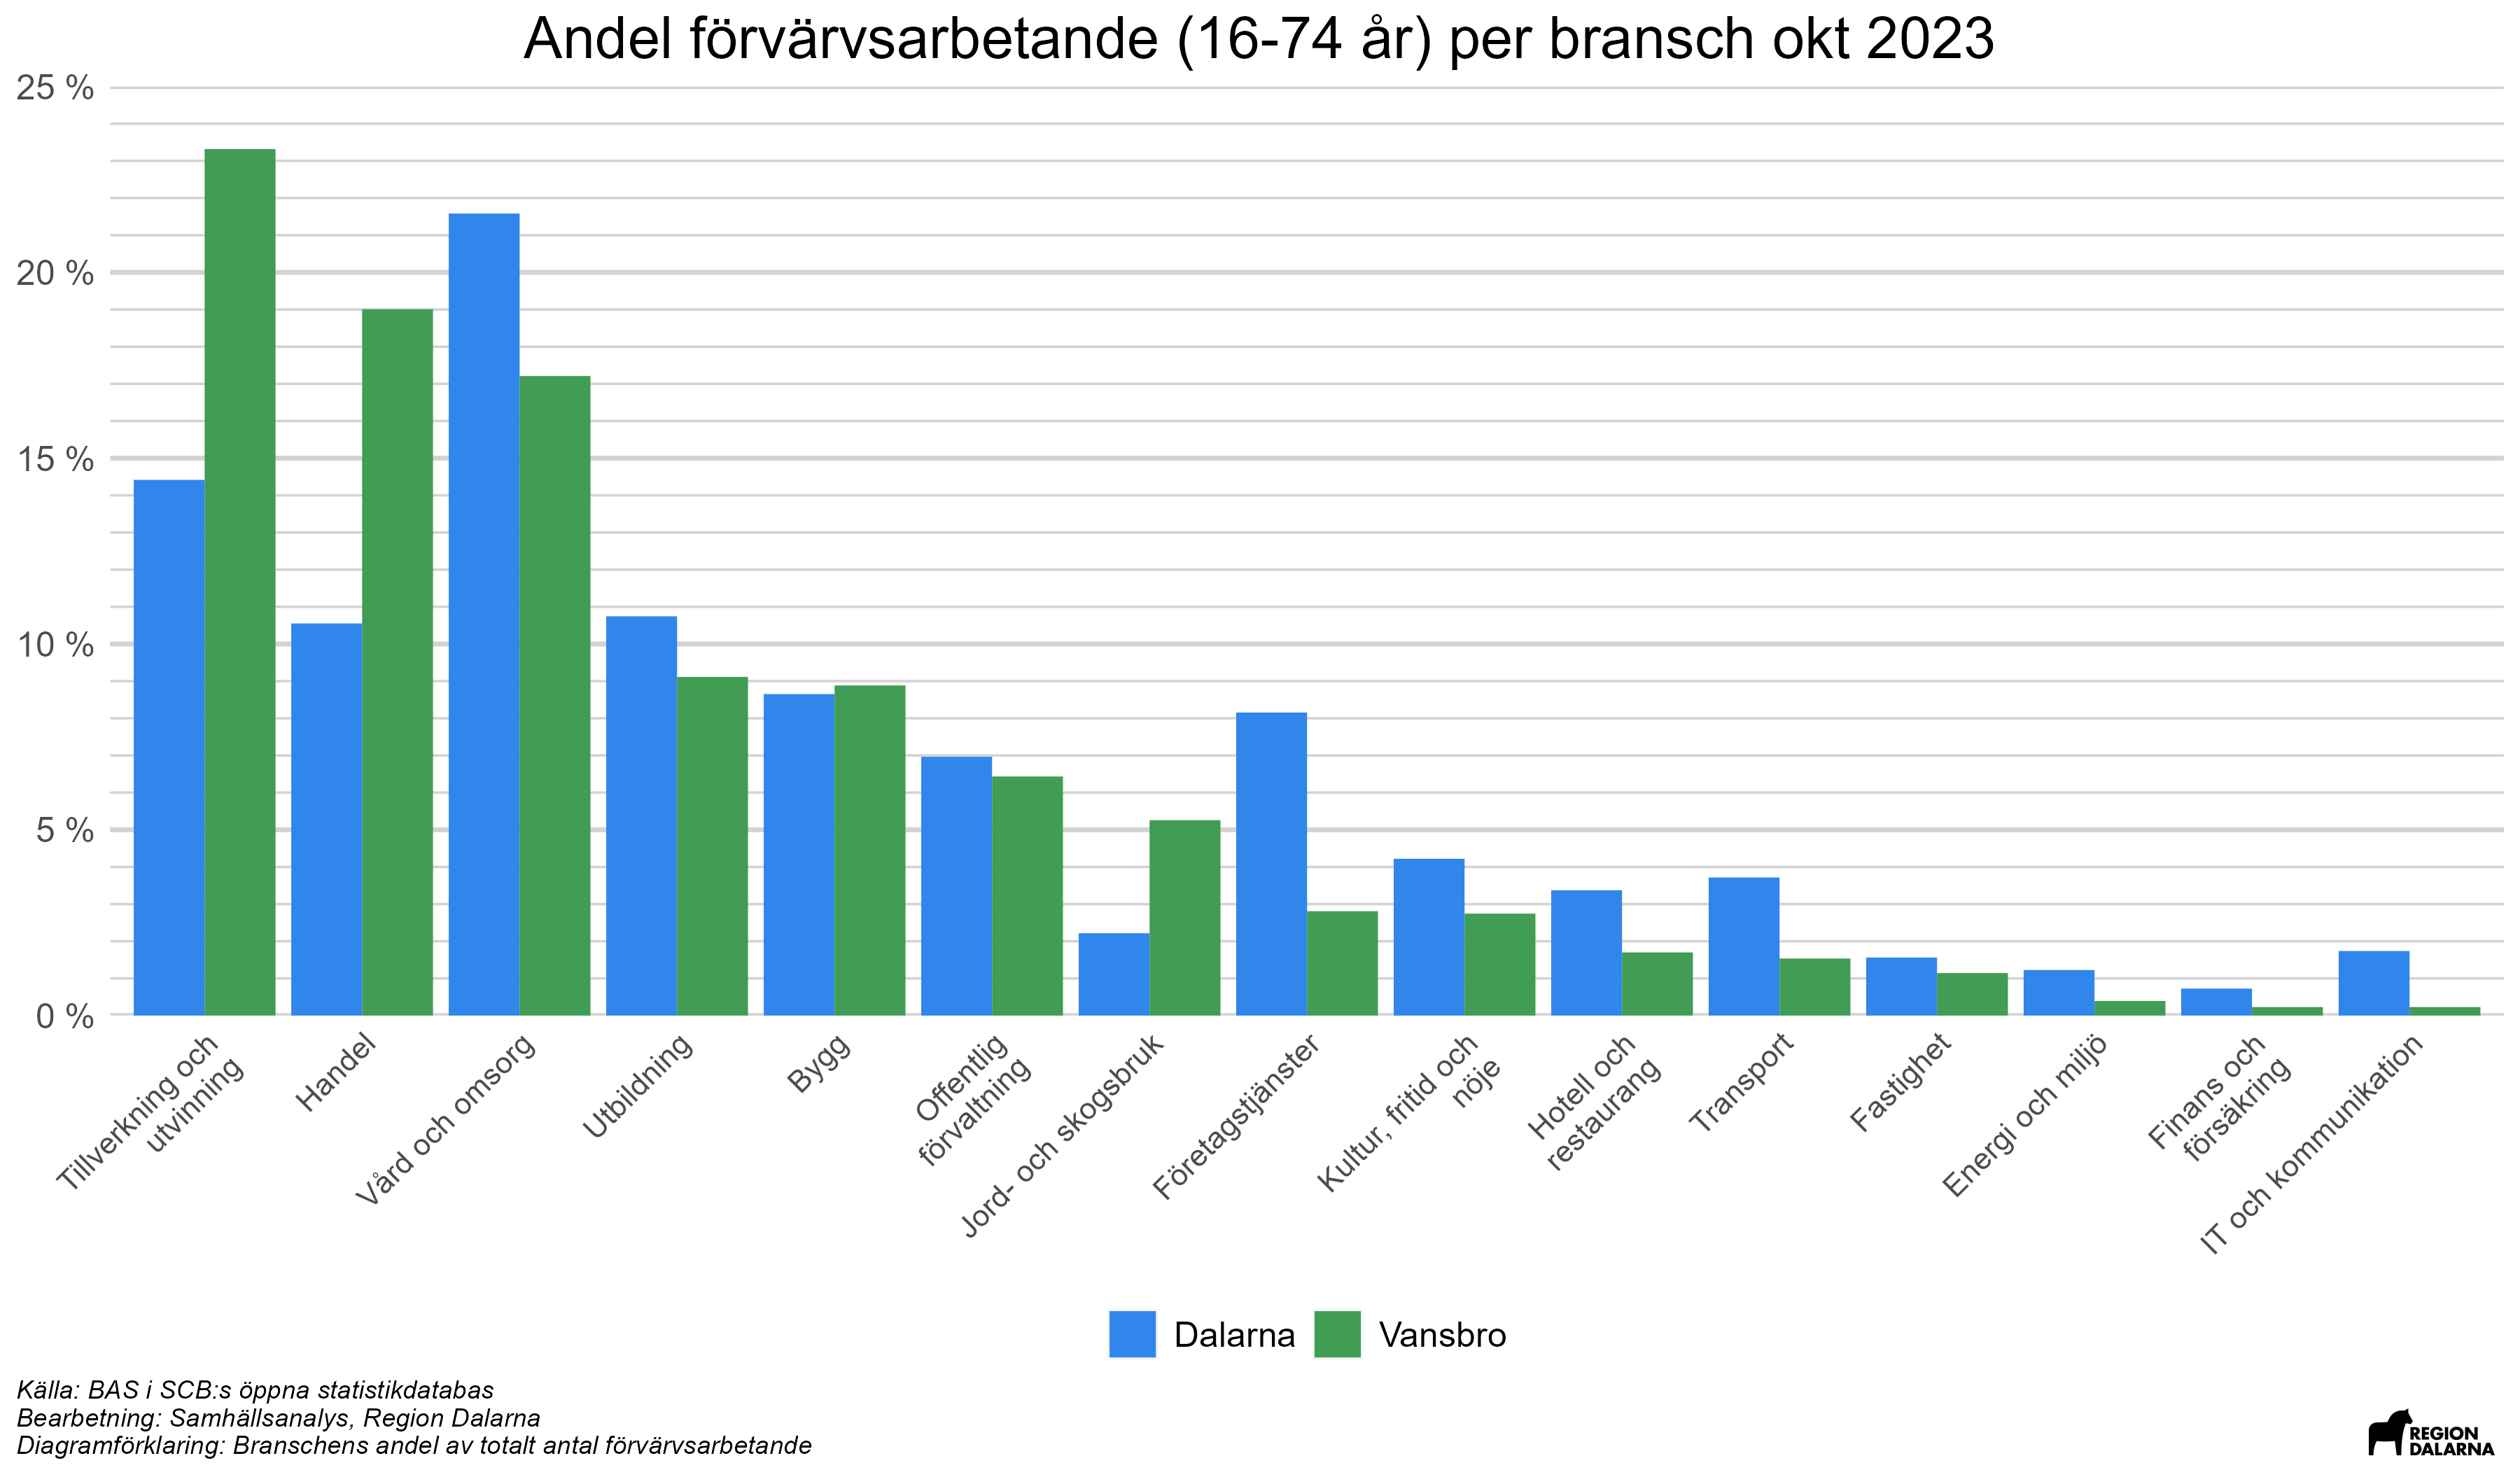 Andel förvärvsarbetande (16-74 år) per bransch okt 2023
25 %
20 %
15 %
10 %
5 %
0 %
Tillverkning och
utvinning
Handel
Vård och omsorg
Utbildning
Bygg
Offentlig
förvaltning
Jord- och skogsbruk
Företagstjänster
Kultur, fritid och
nöje
Hotell och
restaurang
Transport
Fastighet
Energi och miljö
Finans och
försäkring
IT och kommunikation
Dalarna
Vansbro
Källa: BAS i SCB:s öppna statistikdatabas
Bearbetning: Samhällsanalys, Region Dalarna
Diagramförklaring: Branschens andel av totalt antal förvärvsarbetande
REGION
DALARNA